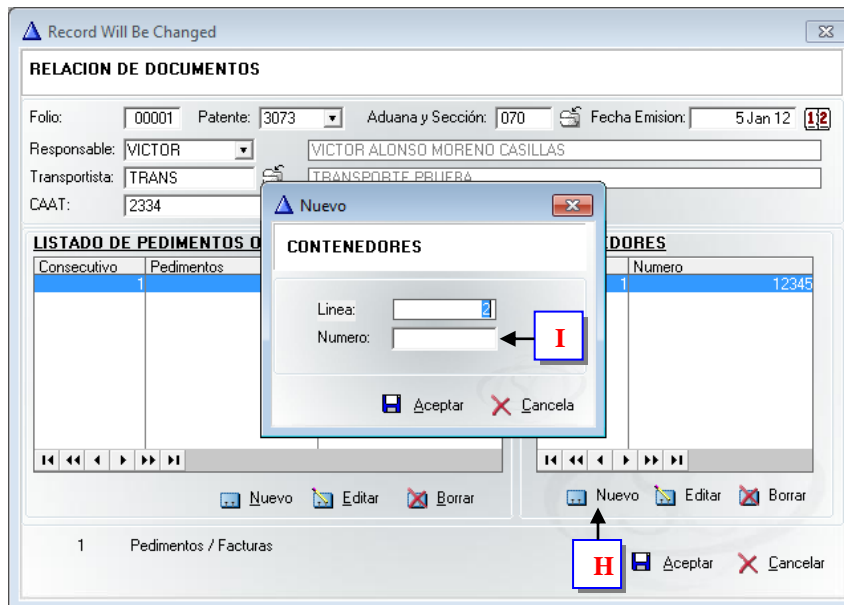 Record Will Be Changed
RELACION DE DOCUMENTOS
Folio: 00001 Patente: 3073 Aduana y Sección: 070 Fecha Emision: 5 Jan 12 1 2
Responsable: VICTOR VICTOR ALONSO MORENO CASILLAS
Transportista: TRANS TRANSPORTE PRUEBA
CAAT: 2334
Nuevo
CONTENEDORES
Linea: 2
Numero: I
Aceptar Cancela
LISTADO DE PEDIMENTOS O
Consecutivo Pedimentos
1
EDORES
Numero
1 12345
Nuevo Editar Borrar
Nuevo Editar Borrar
1 Pedimentos / Facturas
H
Aceptar Cancelar